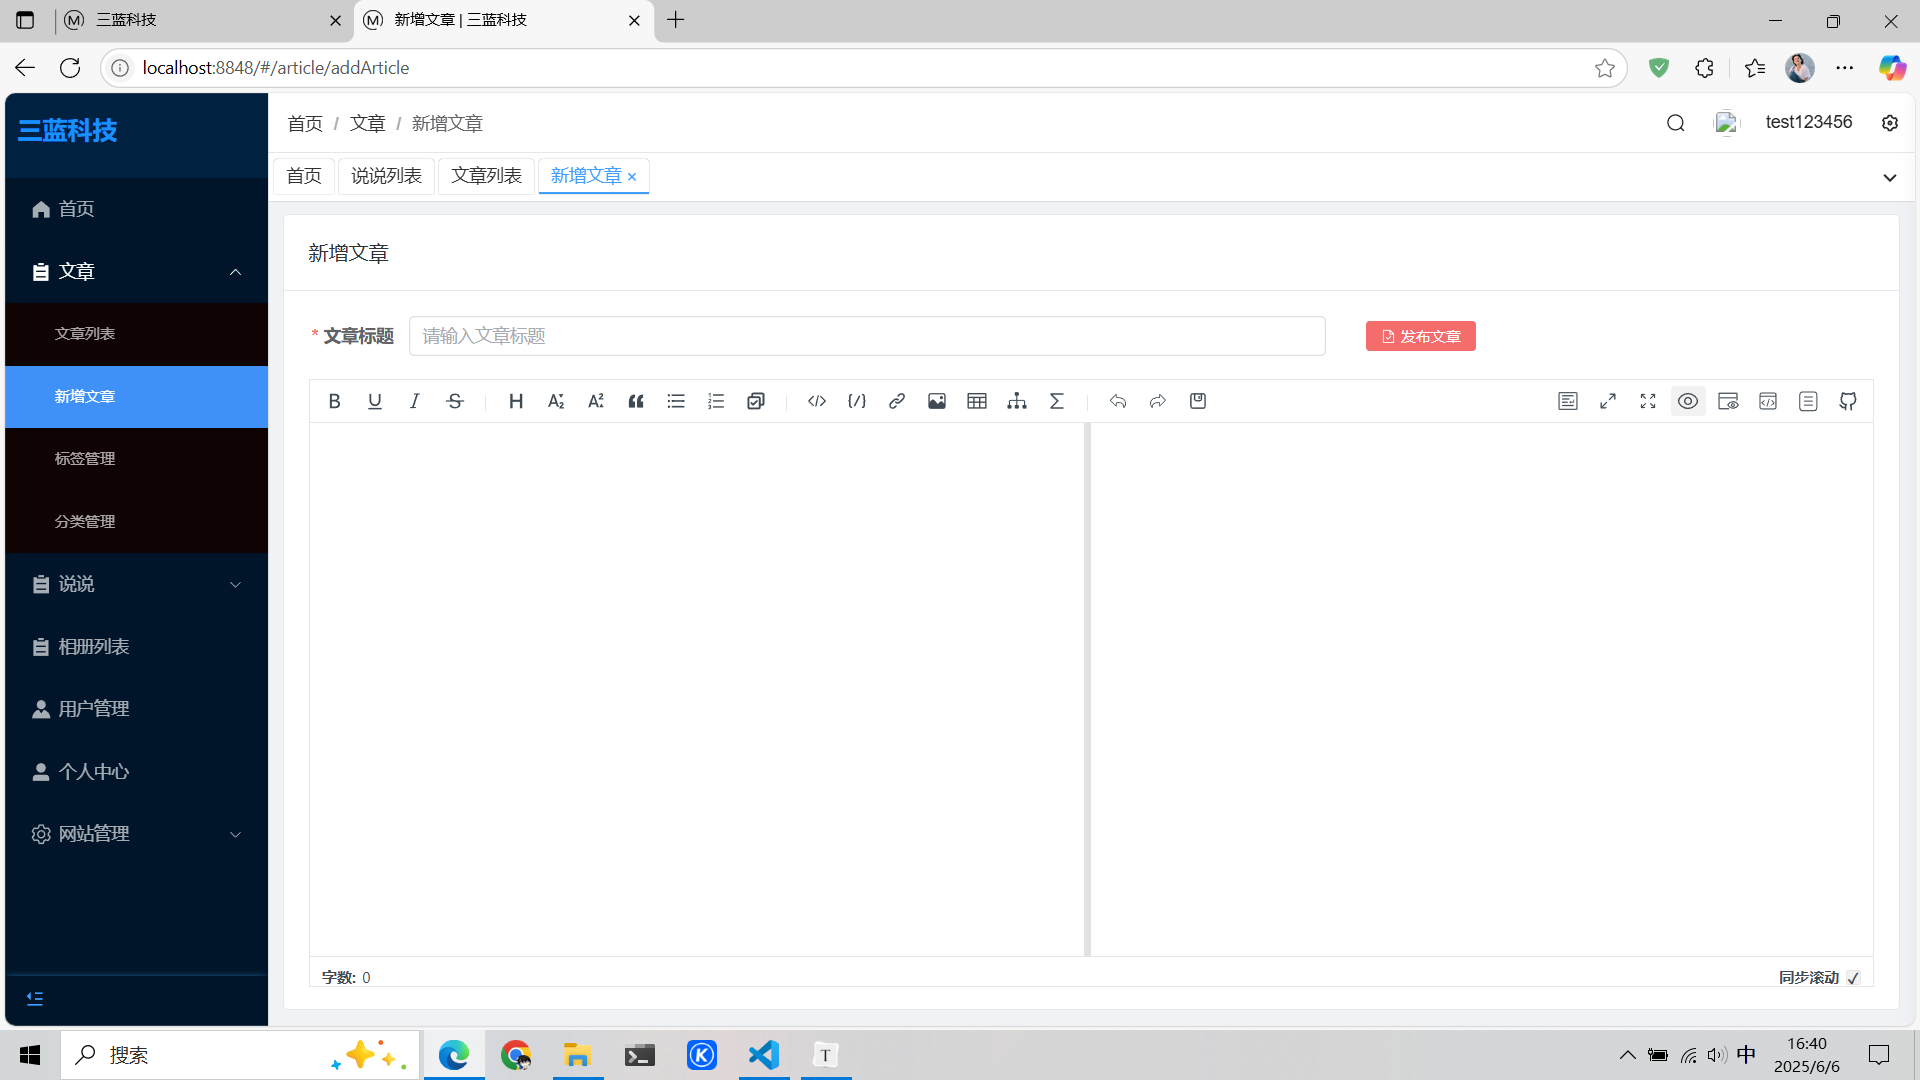 三蓝科技
新增文章 | 三蓝科技
localhost:8848/#/article/addArticle
三蓝科技
首页 / 文章 / 新增文章
test123456
首页
说说列表
文章列表
新增文章
首页
文章
文章列表
新增文章
标签管理
分类管理
说说
相册列表
用户管理
个人中心
网站管理
新增文章
* 文章标题
请输入文章标题
发布文章
字数: 0
同步滚动
搜索
中
16:40
2025/6/6